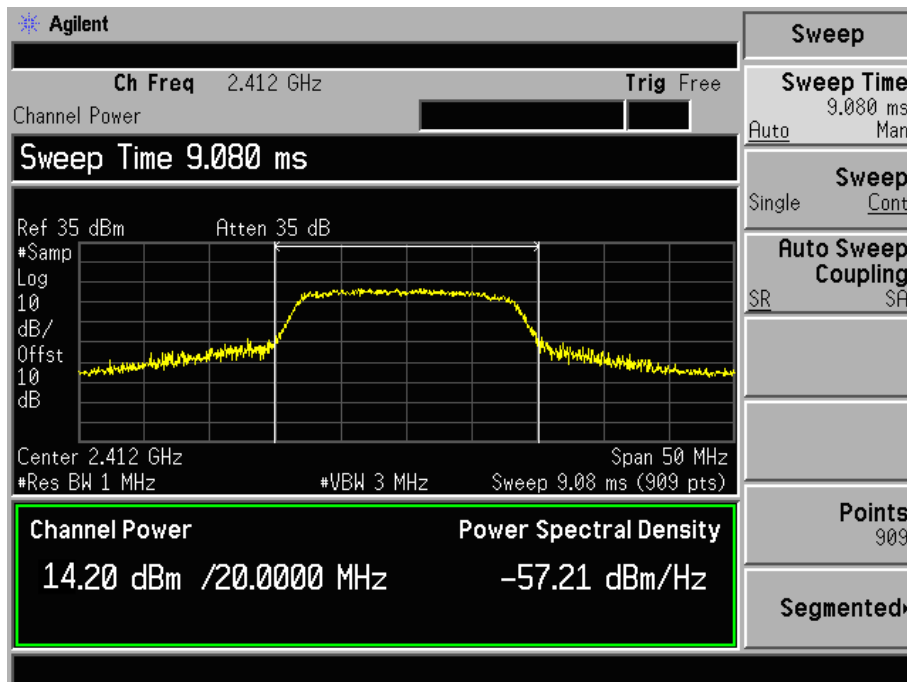 Agilent
Ch Freq 2.412 GHz Trig Free
Channel Power
Sweep Time 9.080 ms
Ref 35 dBm Atten 35 dB
#Samp
Log
10
dB/
Offst
10
dB
Center 2.412 GHz Span 50 MHz
#Res BW 1 MHz #VBW 3 MHz Sweep 9.08 ms (909 pts)
Channel Power Power Spectral Density
14.20 dBm /20.0000 MHz -57.21 dBm/Hz
Sweep
Sweep Time
9.080 ms
Auto Man
Sweep
Single Cont
Auto Sweep
Coupling
SR SA
Points
909
Segmented